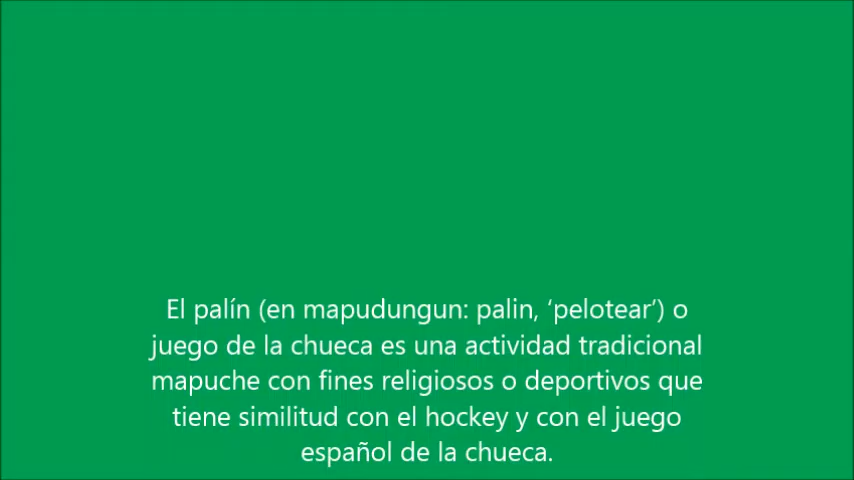 El palín (en mapudungun: palin, ‘pelotear’) o
juego de la chueca es una actividad tradicional
mapuche con fines religiosos o deportivos que
tiene similitud con el hockey y con el juego
español de la chueca.